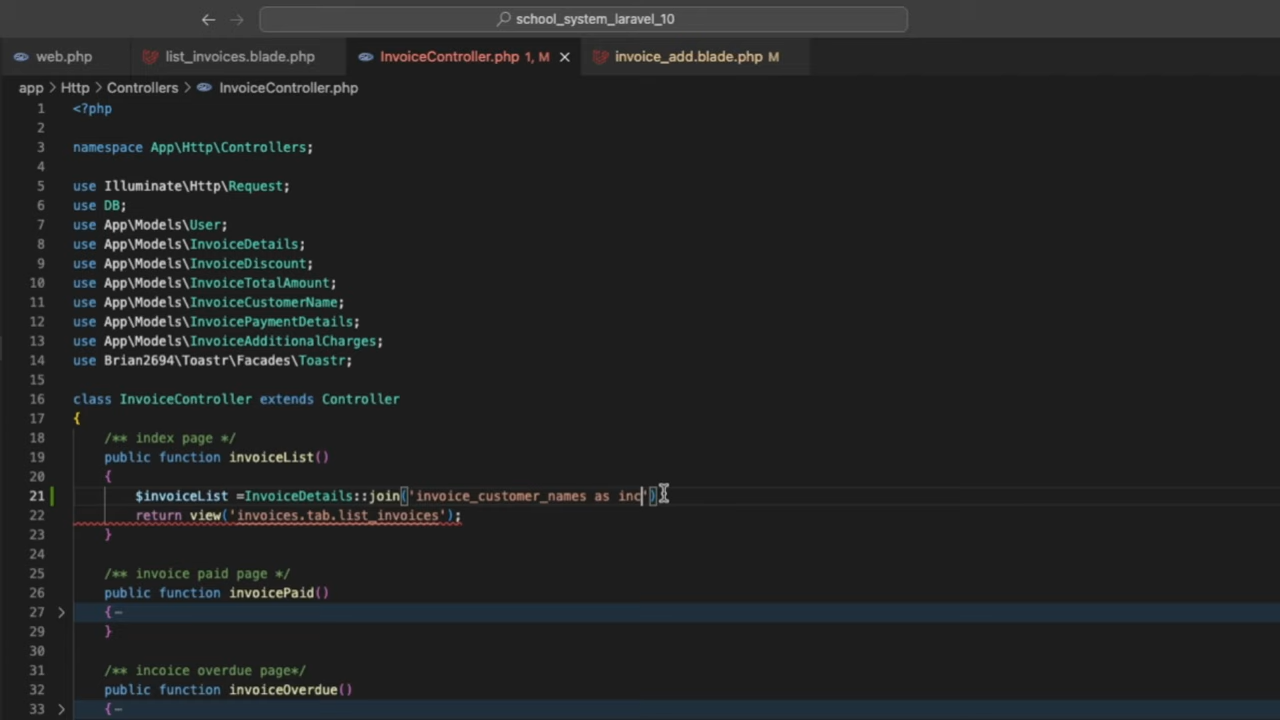 school_system_laravel_10
web.php list_invoices.blade.php InvoiceController.php 1, M invoice_add.blade.php M
app > Http > Controllers > InvoiceController.php
1 <?php
2
3 namespace App\Http\Controllers;
4
5 use Illuminate\Http\Request;
6 use DB;
7 use App\Models\User;
8 use App\Models\InvoiceDetails;
9 use App\Models\InvoiceDiscount;
10 use App\Models\InvoiceTotalAmount;
11 use App\Models\InvoiceCustomerName;
12 use App\Models\InvoicePaymentDetails;
13 use App\Models\InvoiceAdditionalCharges;
14 use Brian2694\Toastr\Facades\Toastr;
15
16 class InvoiceController extends Controller
17 {
18 /** index page */
19 public function invoiceList()
20 {
21 $invoiceList =InvoiceDetails::join('invoice_customer_names as inc')
22 return view('invoices.tab.list_invoices');
23 }
24
25 /** invoice paid page */
26 public function invoicePaid()
27 {
29 }
30
31 /** incoice overdue page*/
32 public function invoiceOverdue()
33 {